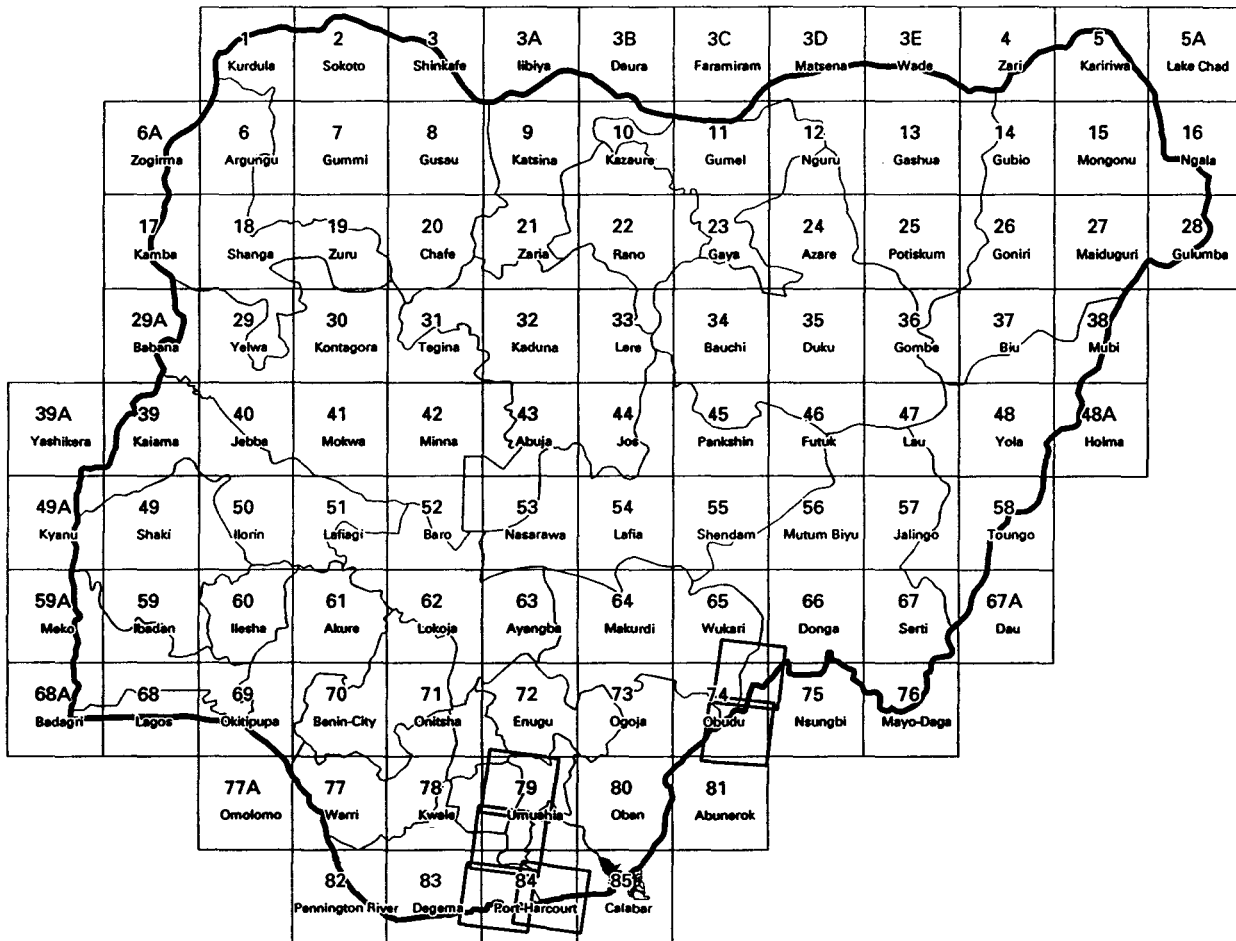 1 2 3 3A 3B 3C 3D 3E 4 5 5A
Kurdula Sokoto Shinkafe Iibiya Daura Faramiram Matsena Wade Zari Karirıwa Lake Chad
6A 6 7 8 9 10 11 12 13 14 15 16
Zogirma Argungu Gummi Gusau Katsina Kazaure Gumel Nguru Gashua Gubio Mongonu Ngala
17 18 19 20 21 22 23 24 25 26 27 28
Kamba Shanga Zuru Chafe Zaria Rano Gaya Azare Potiskum Goniri Maiduguri Gulumba
29A 29 30 31 32 33 34 35 36 37 38
Babana Yelwa Kontagora Tegina Kaduna Lere Bauchi Duku Gombe Biu Mubi
39A 39 40 41 42 43 44 45 46 47 48 48A
Yashikera Kaiama Jebba Mokwa Minna Abuja Jos Pankshin Futuk Lau Yola Holma
49A 49 50 51 52 53 54 55 56 57 58
Kyanu Shaki Ilorin Lafiagi Baro Nasarawa Lafia Shendam Mutum Biyu Jalingo Toungo
59A 59 60 61 62 63 64 65 66 67 67A
Meko Ibadan Ilesha Akure Lokoja Ayangba Makurdi Wukari Donga Serti Dau
68A 68 69 70 71 72 73 74 75 76
Badagri Lagos Okitipupa Benin-City Onitsha Enugu Ogoja Obudu Nsungbi Mayo-Daga
77A 77 78 79 80 81
Omolomo Warri Kwale Umuahia Oban Abunerok
82 83 84 85
Pennington River Degema Port-Harcourt Calabar